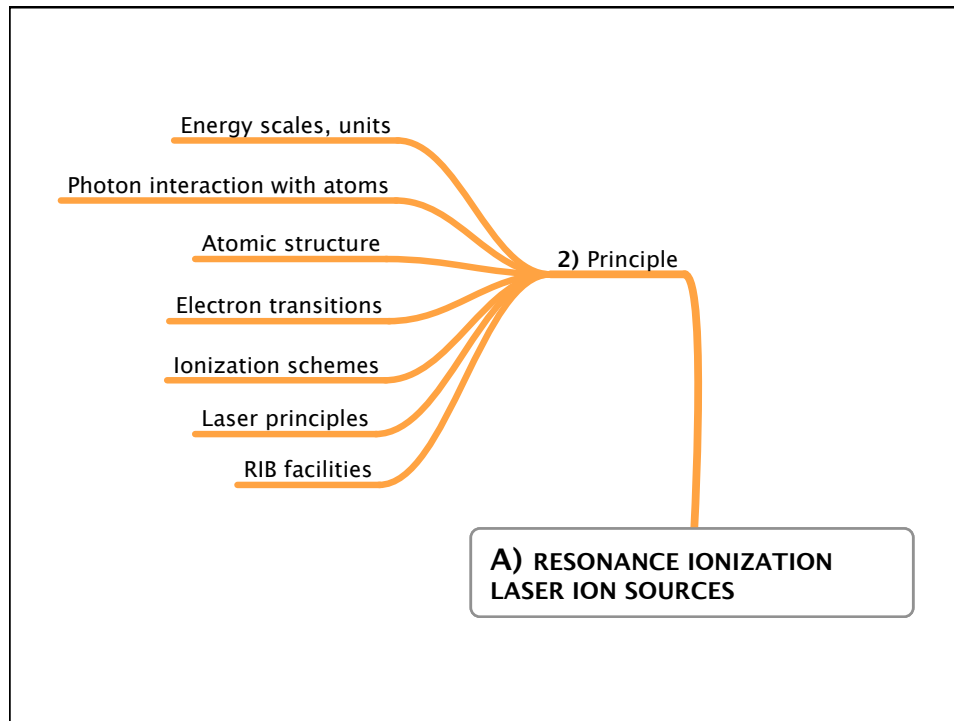 Energy scales, units
Photon interaction with atoms
Atomic structure
2) Principle
Electron transitions
Ionization schemes
Laser principles
RIB facilities
A) RESONANCE IONIZATION
LASER ION SOURCES